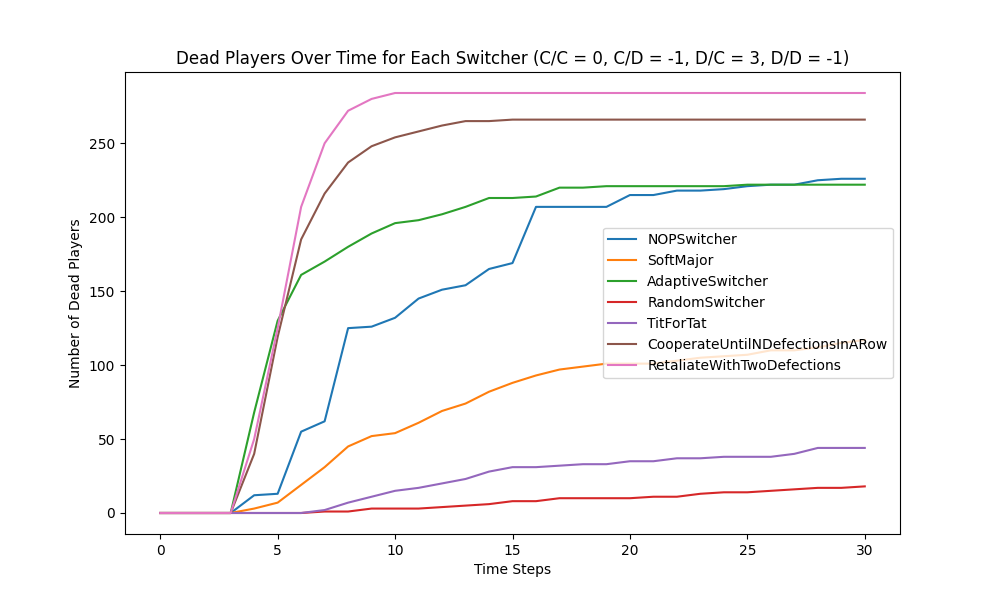 Dead Players Over Time for Each Switcher (C/C = 0, C/D = -1, D/C = 3, D/D = -1)
Number of Dead Players
250
200
150
100
50
0
NOPSwitcher
SoftMajor
AdaptiveSwitcher
RandomSwitcher
TitForTat
CooperateUntilNDefectionsInARow
RetaliateWithTwoDefections
0 5 10 15 20 25 30
Time Steps